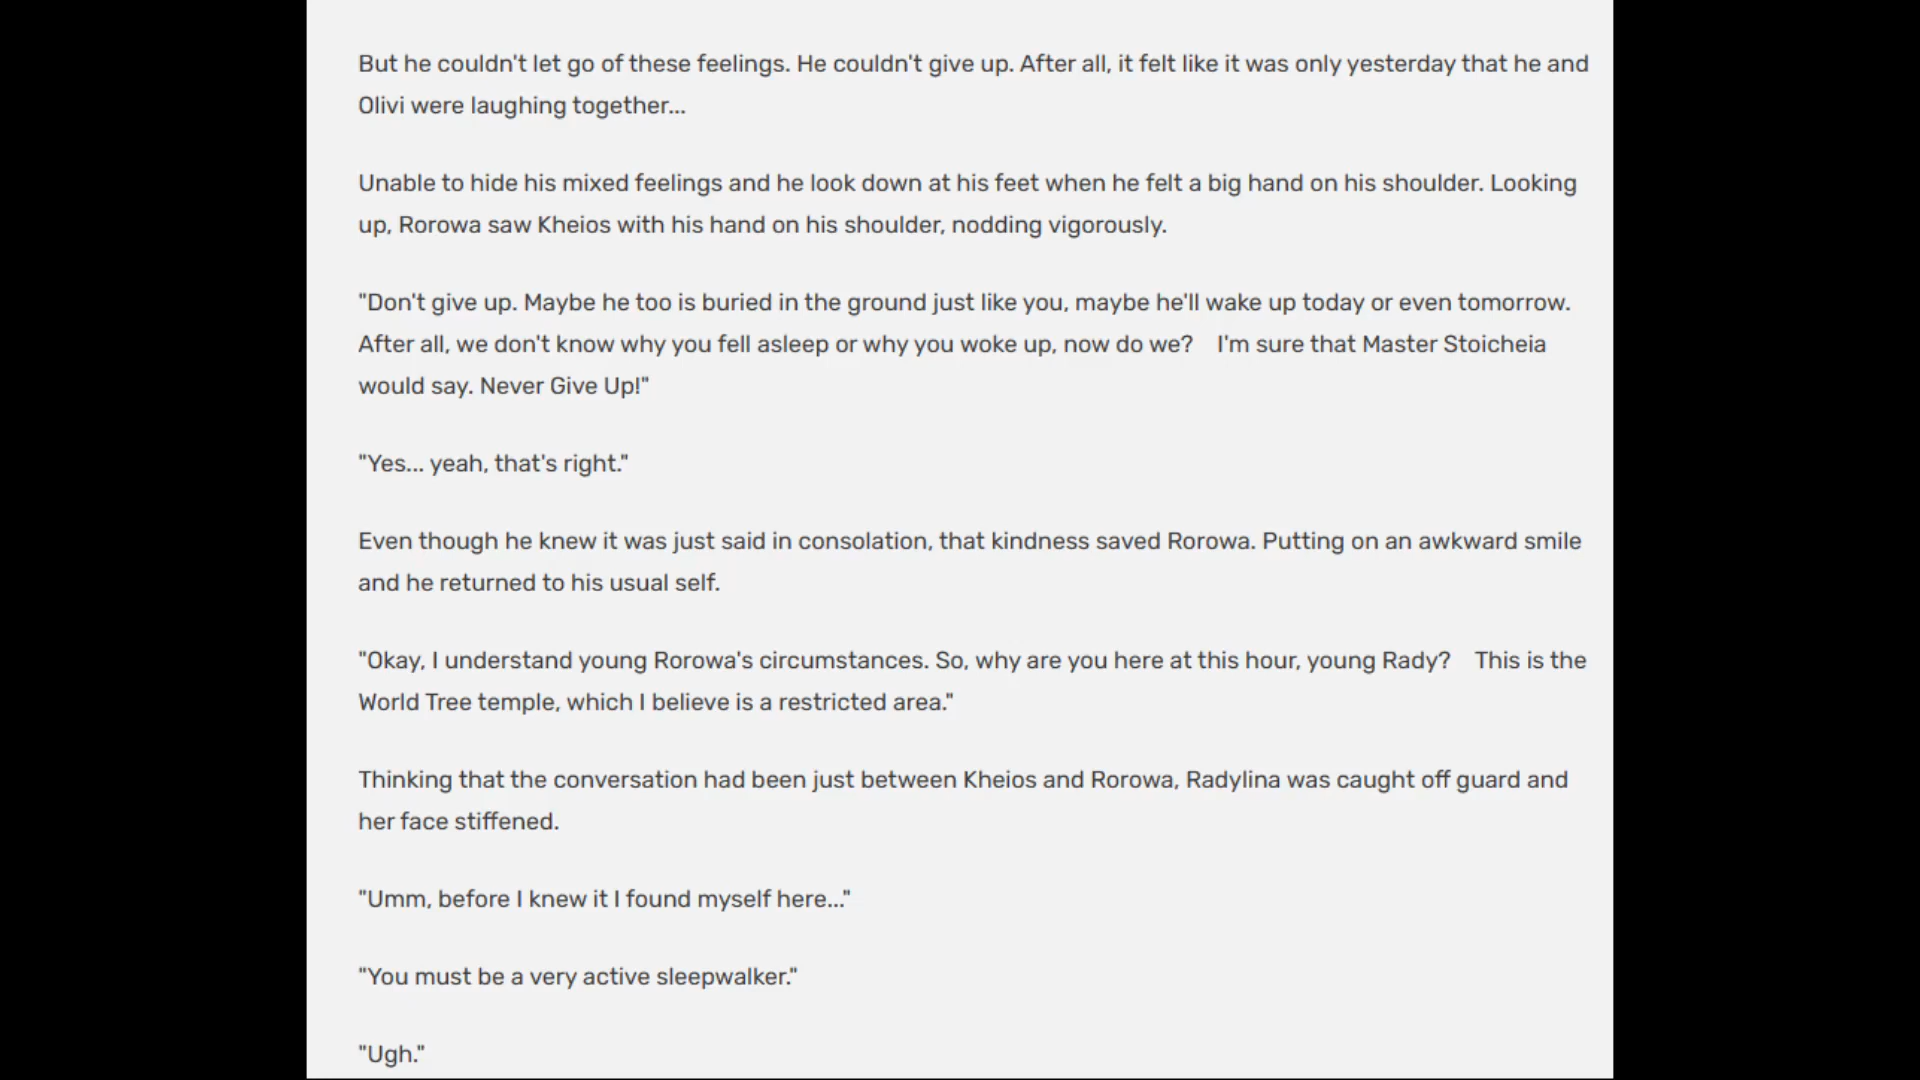 But he couldn't let go of these feelings. He couldn't give up. After all, it felt like it was only yesterday that he and
Olivi were laughing together...
Unable to hide his mixed feelings and he look down at his feet when he felt a big hand on his shoulder. Looking
up, Rorowa saw Kheios with his hand on his shoulder, nodding vigorously.
"Don't give up. Maybe he too is buried in the ground just like you, maybe he'll wake up today or even tomorrow.
After all, we don't know why you fell asleep or why you woke up, now do we?　I'm sure that Master Stoicheia
would say. Never Give Up!"
"Yes... yeah, that's right."
Even though he knew it was just said in consolation, that kindness saved Rorowa. Putting on an awkward smile
and he returned to his usual self.
"Okay, I understand young Rorowa's circumstances. So, why are you here at this hour, young Rady?　This is the
World Tree temple, which I believe is a restricted area."
Thinking that the conversation had been just between Kheios and Rorowa, Radylina was caught off guard and
her face stiffened.
"Umm, before I knew it I found myself here..."
"You must be a very active sleepwalker."
"Ugh."